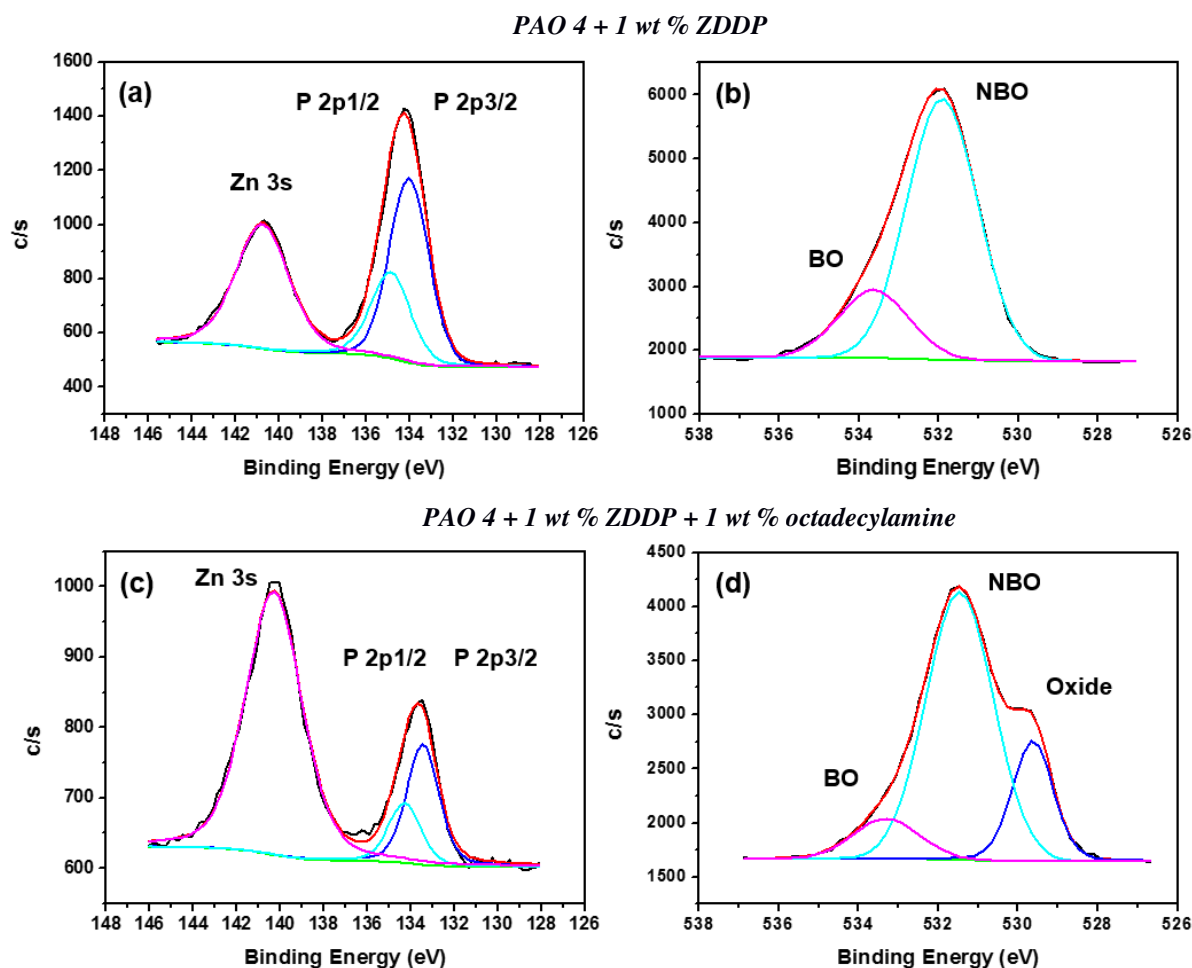 PAO 4 + 1 wt % ZDDP
(a)
P 2p1/2 P 2p3/2
Zn 3s
c/s
1600
1400
1200
1000
800
600
400
148 146 144 142 140 138 136 134 132 130 128 126
Binding Energy (eV)
(b)
NBO
BO
c/s
6000
5000
4000
3000
2000
1000
538 536 534 532 530 528 526
Binding Energy (eV)
PAO 4 + 1 wt % ZDDP + 1 wt % octadecylamine
(c)
Zn 3s
P 2p1/2 P 2p3/2
c/s
1000
900
800
700
600
148 146 144 142 140 138 136 134 132 130 128 126
Binding Energy (eV)
(d)
NBO
Oxide
BO
c/s
4500
4000
3500
3000
2500
2000
1500
538 536 534 532 530 528 526
Binding Energy (eV)